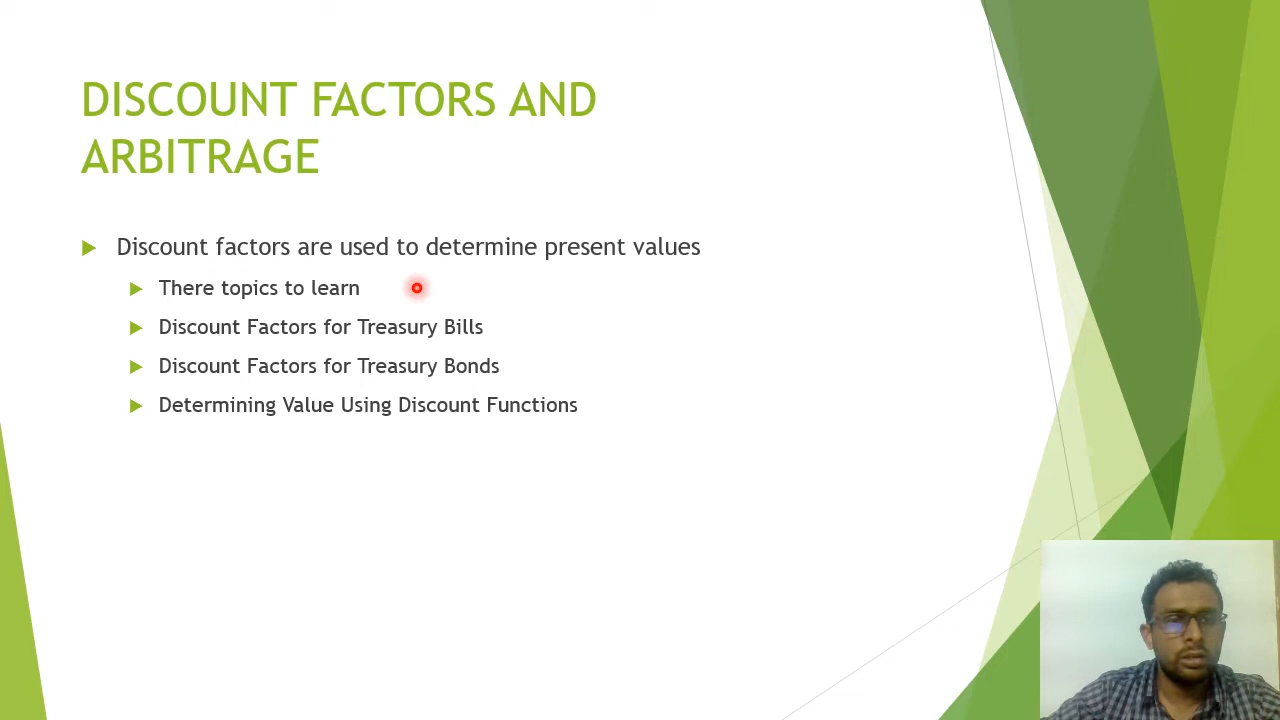 DISCOUNT FACTORS AND
ARBITRAGE
Discount factors are used to determine present values
There topics to learn
Discount Factors for Treasury Bills
Discount Factors for Treasury Bonds
Determining Value Using Discount Functions